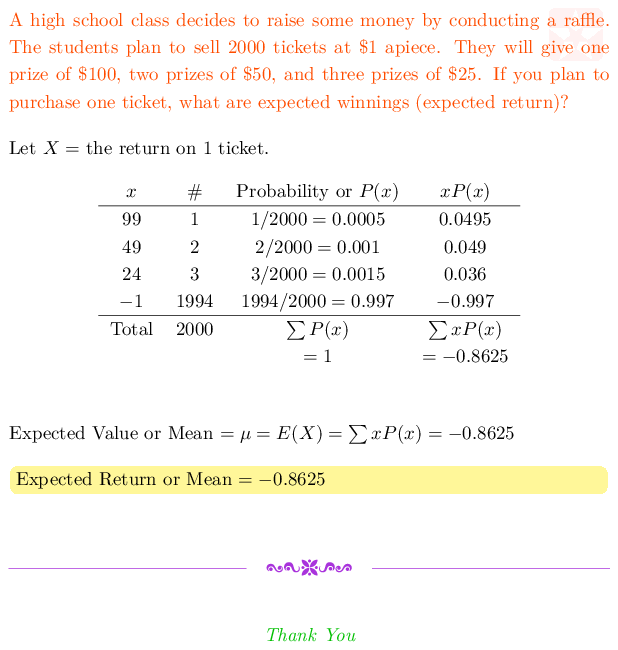 A high school class decides to raise some money by conducting a raffle.
The students plan to sell 2000 tickets at $1 apiece. They will give one
prize of $100, two prizes of $50, and three prizes of $25. If you plan to
purchase one ticket, what are expected winnings (expected return)?
Let X = the return on 1 ticket.
x # Probability or P(x) xP(x)
99 1 1/2000 = 0.0005 0.0495
49 2 2/2000 = 0.001 0.049
24 3 3/2000 = 0.0015 0.036
−1 1994 1994/2000 = 0.997 −0.997
Total 2000 ∑ P(x) ∑ xP(x)
= 1 = −0.8625
Expected Value or Mean = μ = E(X) = ∑ xP(x) = −0.8625
Expected Return or Mean = −0.8625
Thank You